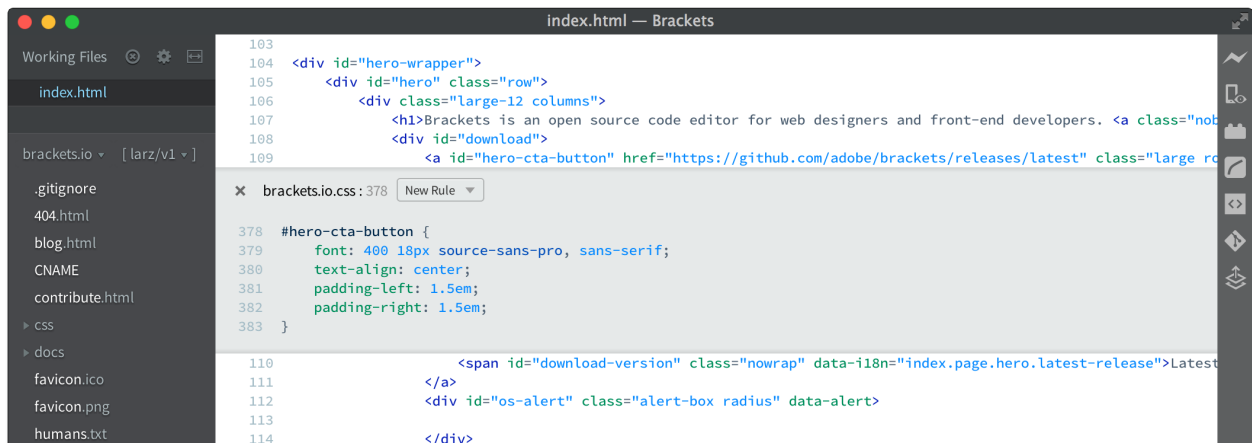 index.html — Brackets
Working Files
index.html
brackets.io [ larz/v1 ]
.gitignore
404.html
blog.html
CNAME
contribute.html
css
docs
favicon.ico
favicon.png
humans.txt
103
104 <div id="hero-wrapper">
105 <div id="hero" class="row">
106 <div class="large-12 columns">
107 <h1>Brackets is an open source code editor for web designers and front-end developers. <a class="nob
108 <div id="download">
109 <a id="hero-cta-button" href="https://github.com/adobe/brackets/releases/latest" class="large ro
× brackets.io.css : 378 New Rule
378 #hero-cta-button {
379 font: 400 18px source-sans-pro, sans-serif;
380 text-align: center;
381 padding-left: 1.5em;
382 padding-right: 1.5em;
383 }
110 <span id="download-version" class="nowrap" data-i18n="index.page.hero.latest-release">Latest
111 </a>
112 <div id="os-alert" class="alert-box radius" data-alert>
113
114 </div>